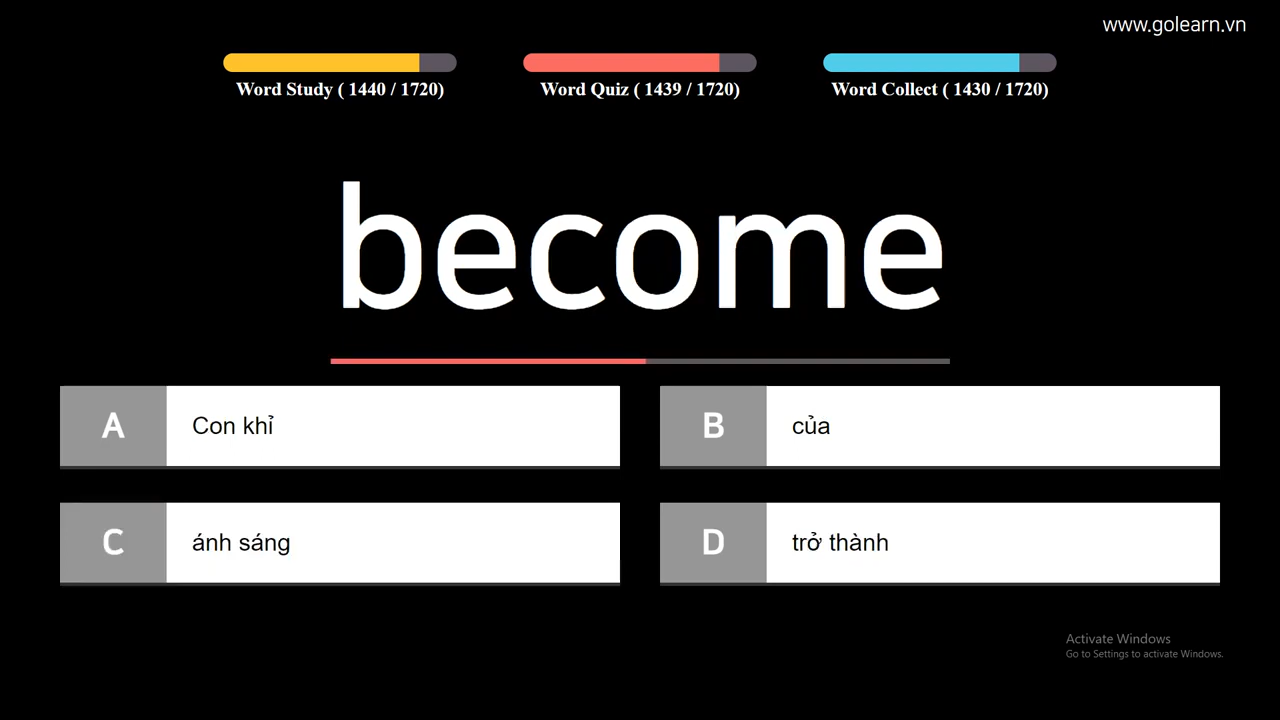 www.golearn.vn
Word Study ( 1440 / 1720)
Word Quiz ( 1439 / 1720)
Word Collect ( 1430 / 1720)
become
A Con khỉ
B của
C ánh sáng
D trở thành
Activate Windows
Go to Settings to activate Windows.